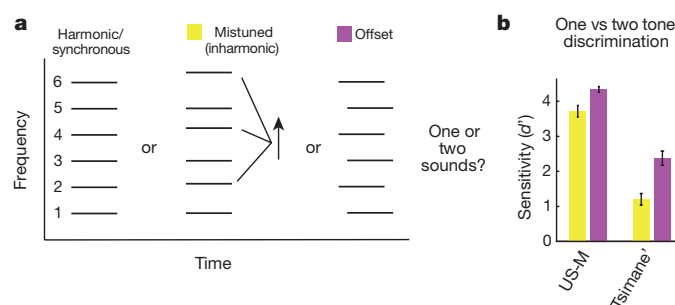 a
Harmonic/
synchronous
Mistuned
(inharmonic)
Offset
Frequency
6
5
4
3
2
1
or
or
One or
two
sounds?
Time
b
One vs two tone
discrimination
Sensitivity (d′)
4
3
2
1
0
US-M
Tsimane′